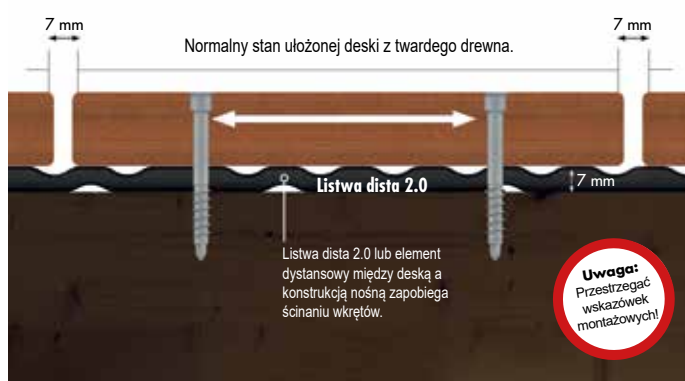 7 mm
7 mm
Normalny stan ułożonej deski z twardego drewna.
Listwa dista 2.0
7 mm
Listwa dista 2.0 lub element
dystansowy między deską a
konstrukcją nośną zapobiega
ścinaniu wkrętów.
Uwaga:
Przestrzegać
wskazówek
montażowych!